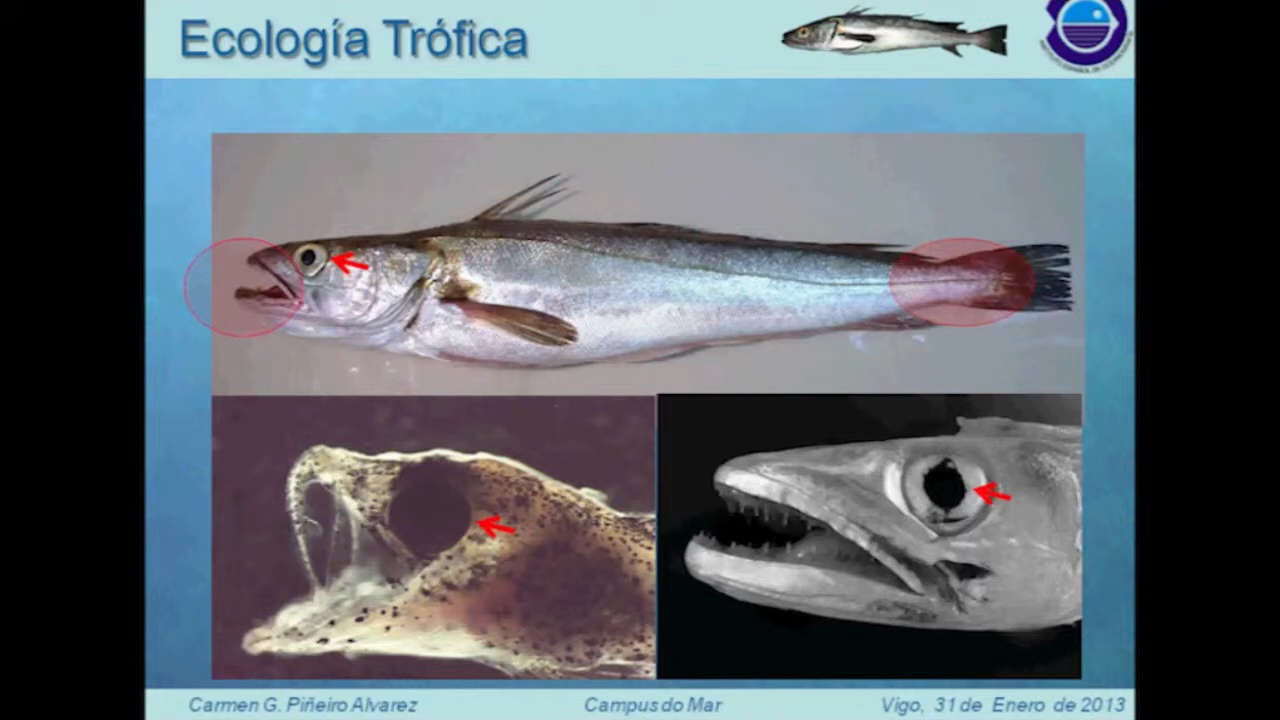 Ecología Trófica
Carmen G. Piñeiro Alvarez
Campus do Mar
Vigo, 31 de Enero de 2013